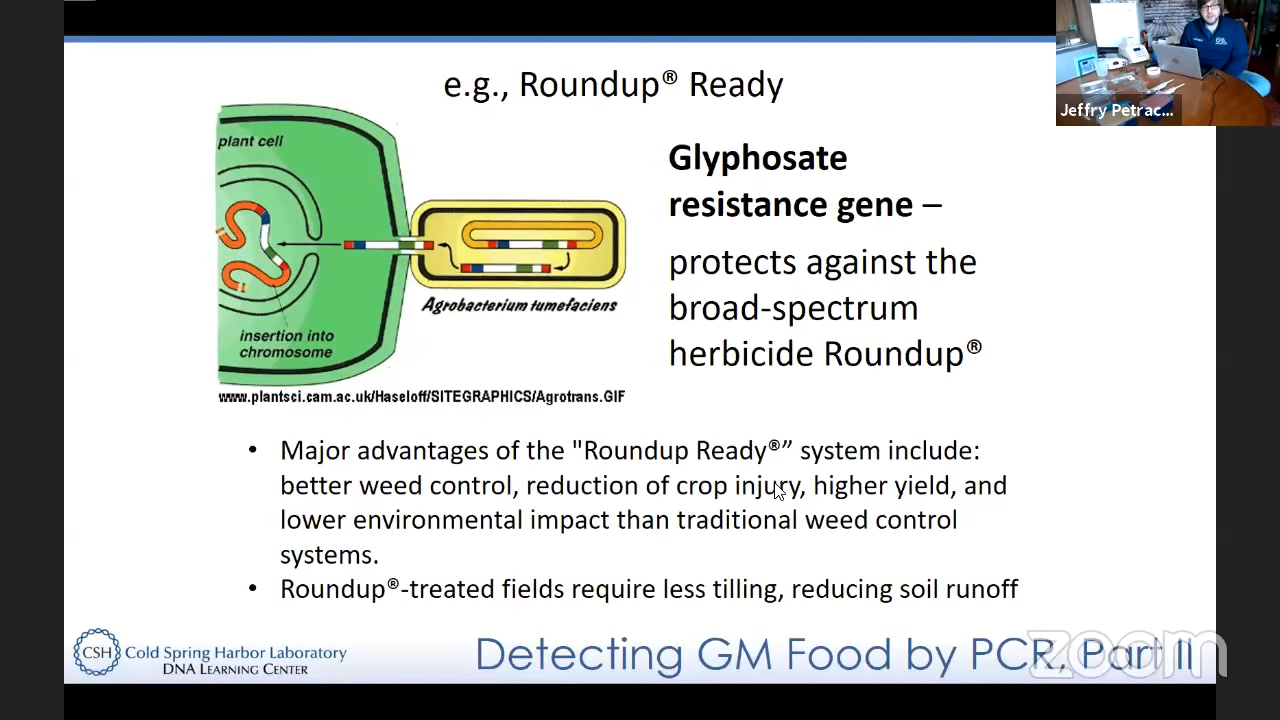 e.g., Roundup® Ready
Jeffry Petrac...
plant cell
Glyphosate
resistance gene –
protects against the
broad-spectrum
herbicide Roundup®
Agrobacterium tumefaciens
insertion into
chromosome
www.plantsci.cam.ac.uk/Haseloff/SITEGRAPHICS/Agrotrans.GIF
• Major advantages of the "Roundup Ready®” system include:
better weed control, reduction of crop injury, higher yield, and
lower environmental impact than traditional weed control
systems.
• Roundup®-treated fields require less tilling, reducing soil runoff
CSH
Cold Spring Harbor Laboratory
DNA LEARNING CENTER
Detecting GM Food by PCR, Part II
zoom